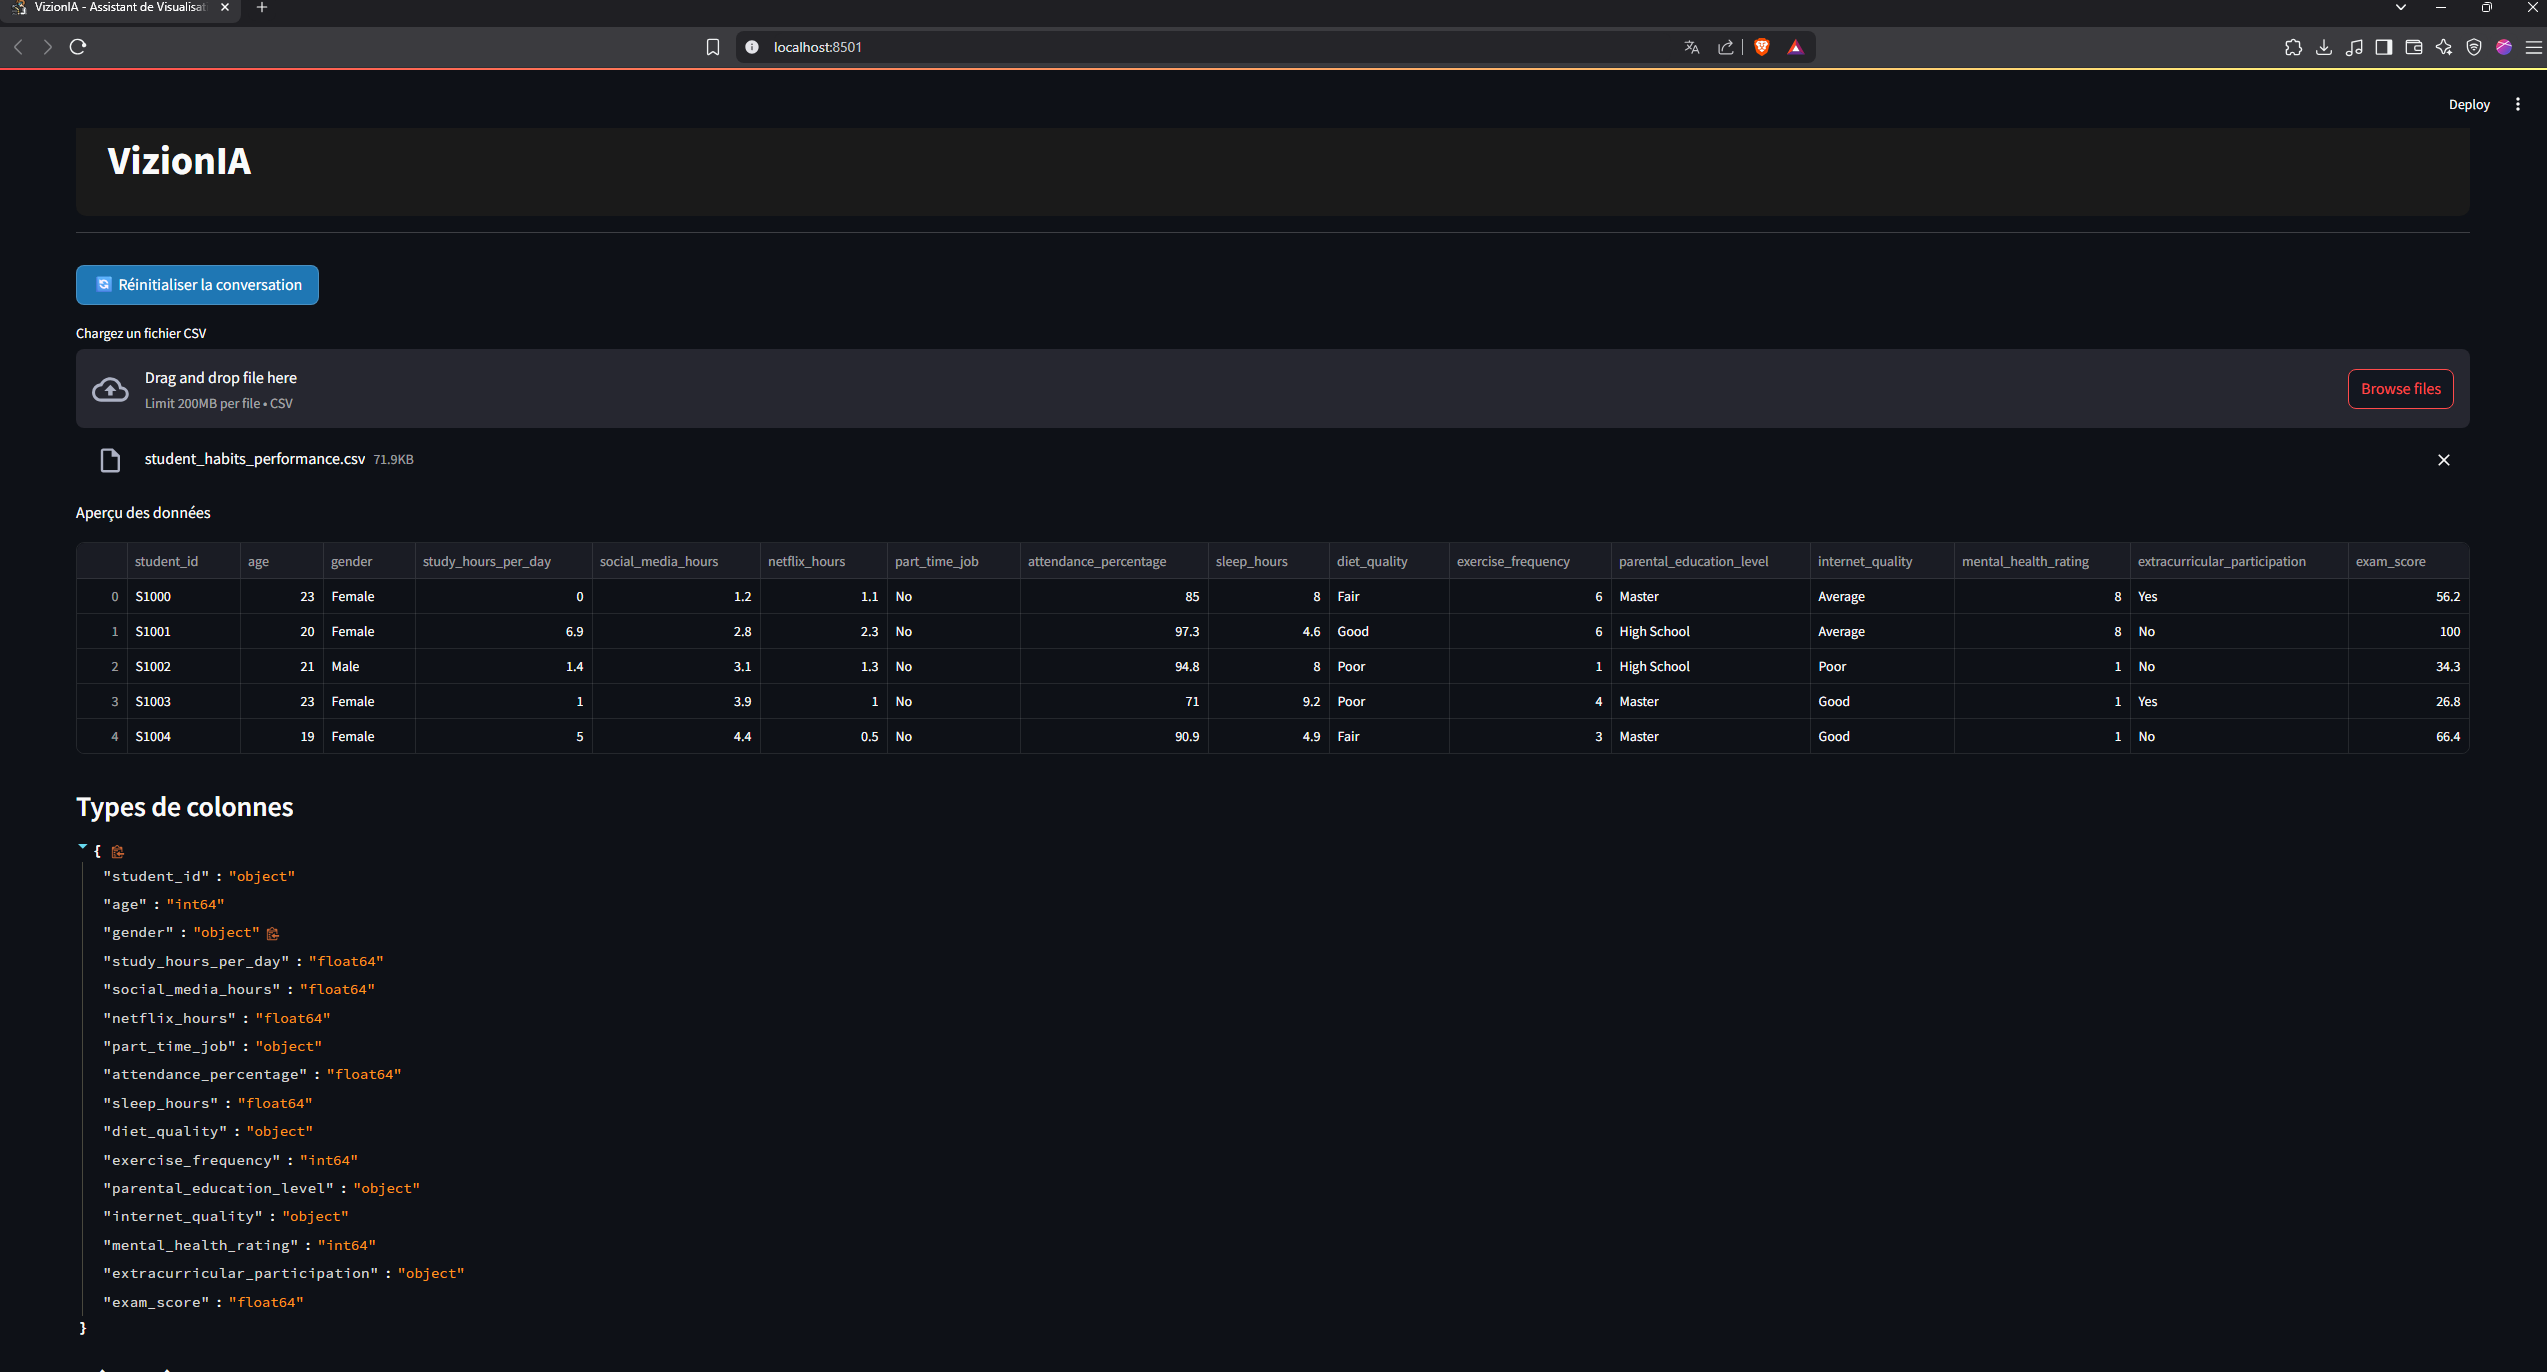 VizionIA - Assistant de Visualisat
localhost:8501
Deploy
VizionIA
Réinitialiser la conversation
Chargez un fichier CSV
Drag and drop file here
Limit 200MB per file • CSV
Browse files
student_habits_performance.csv 71.9KB
Aperçu des données
student_id age gender study_hours_per_day social_media_hours netflix_hours part_time_job attendance_percentage sleep_hours diet_quality exercise_frequency parental_education_level internet_quality mental_health_rating extracurricular_participation exam_score
0 S1000 23 Female 0 1.2 1.1 No 85 8 Fair 6 Master Average 8 Yes 56.2
1 S1001 20 Female 6.9 2.8 2.3 No 97.3 4.6 Good 6 High School Average 8 No 100
2 S1002 21 Male 1.4 3.1 1.3 No 94.8 8 Poor 1 High School Poor 1 No 34.3
3 S1003 23 Female 1 3.9 1 No 71 9.2 Poor 4 Master Good 1 Yes 26.8
4 S1004 19 Female 5 4.4 0.5 No 90.9 4.9 Fair 3 Master Good 1 No 66.4
Types de colonnes
{
"student_id" : "object"
"age" : "int64"
"gender" : "object"
"study_hours_per_day" : "float64"
"social_media_hours" : "float64"
"netflix_hours" : "float64"
"part_time_job" : "object"
"attendance_percentage" : "float64"
"sleep_hours" : "float64"
"diet_quality" : "object"
"exercise_frequency" : "int64"
"parental_education_level" : "object"
"internet_quality" : "object"
"mental_health_rating" : "int64"
"extracurricular_participation" : "object"
"exam_score" : "float64"
}